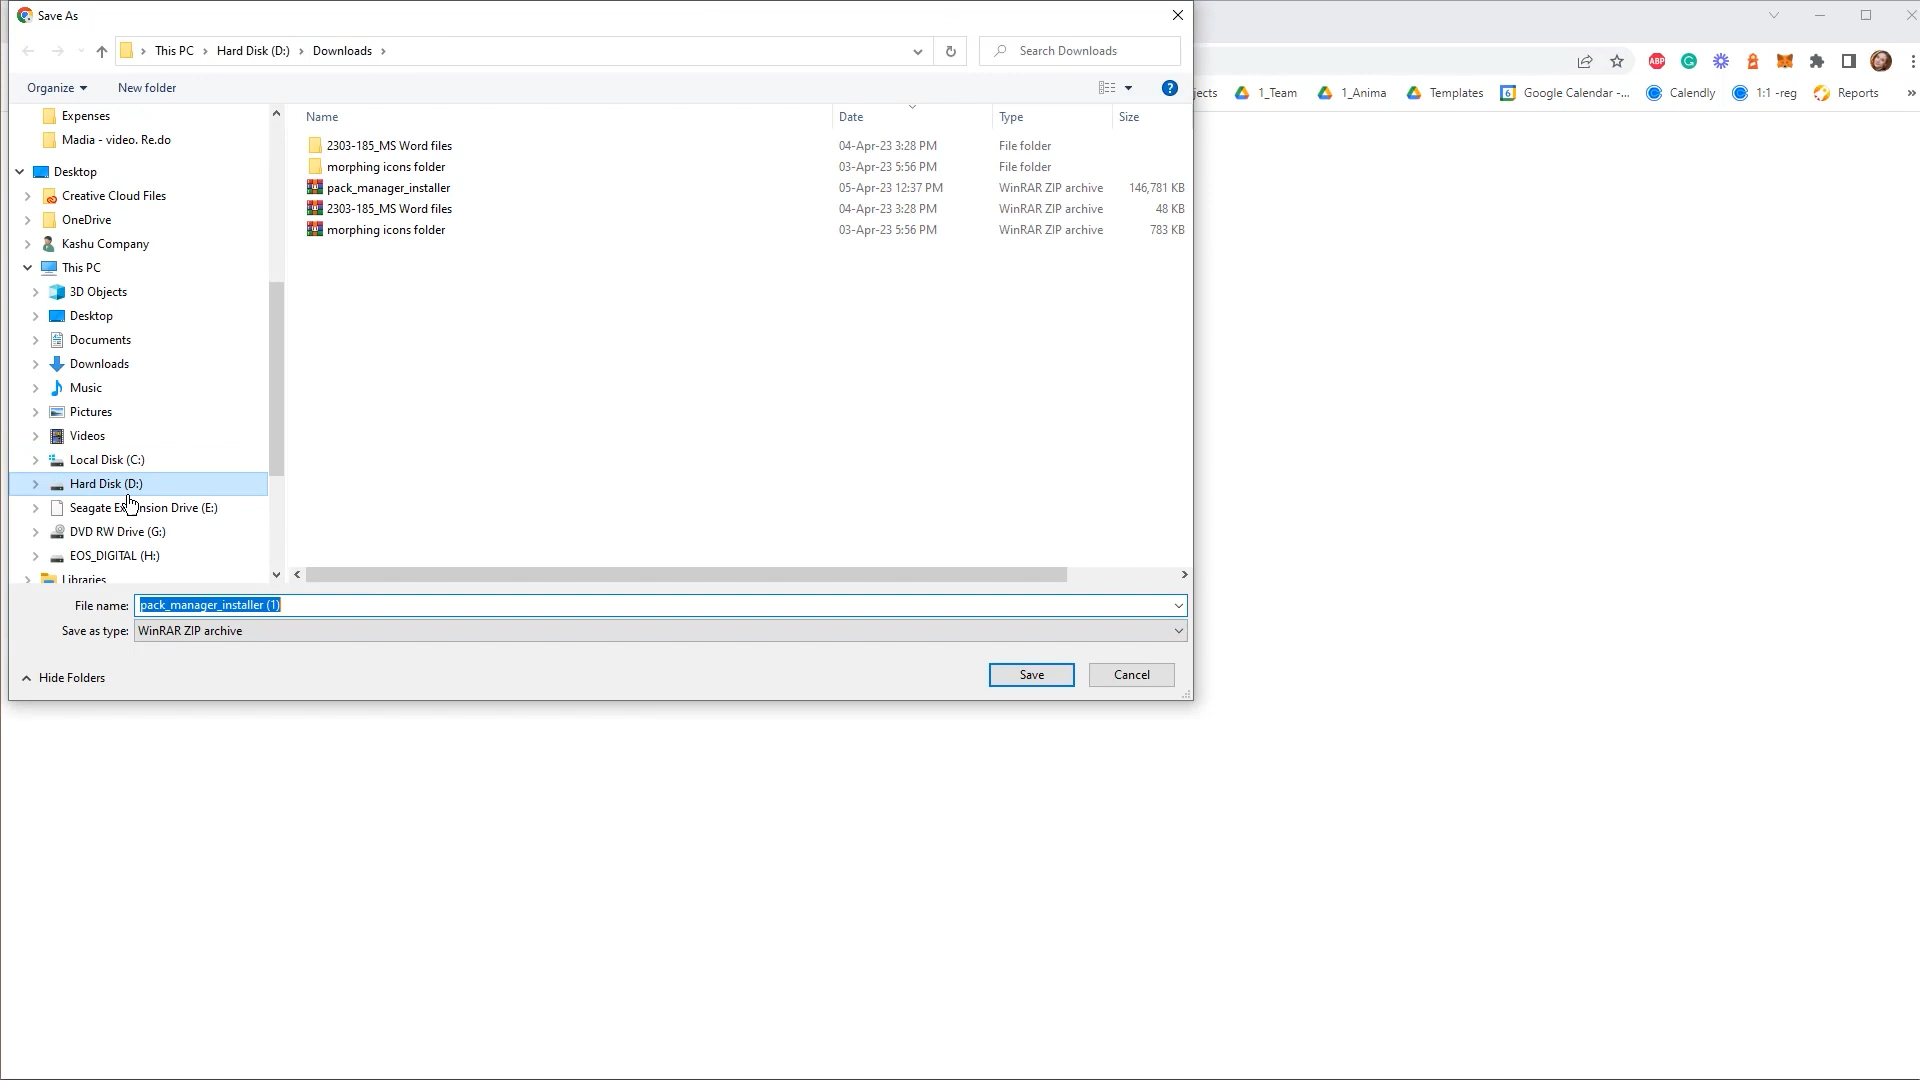 Save As
This PC Hard Disk (D:) Downloads
Search Downloads
Organize New folder
Expenses
Madia - video. Re.do
Desktop
Creative Cloud Files
OneDrive
Kashu Company
This PC
3D Objects
Desktop
Documents
Downloads
Music
Pictures
Videos
Local Disk (C:)
Hard Disk (D:)
Seagate Expansion Drive (E:)
DVD RW Drive (G:)
EOS_DIGITAL (H:)
Libraries
Name Date Type Size
2303-185_MS Word files 04-Apr-23 3:28 PM File folder
morphing icons folder 03-Apr-23 5:56 PM File folder
pack_manager_installer 05-Apr-23 12:37 PM WinRAR ZIP archive 146,781 KB
2303-185_MS Word files 04-Apr-23 3:28 PM WinRAR ZIP archive 48 KB
morphing icons folder 03-Apr-23 5:56 PM WinRAR ZIP archive 783 KB
File name: pack_manager_installer (1)
Save as type: WinRAR ZIP archive
Hide Folders
Save Cancel
ABP
jects 1_Team 1_Anima Templates 6 Google Calendar -... Calendly 1:1 -reg Reports »